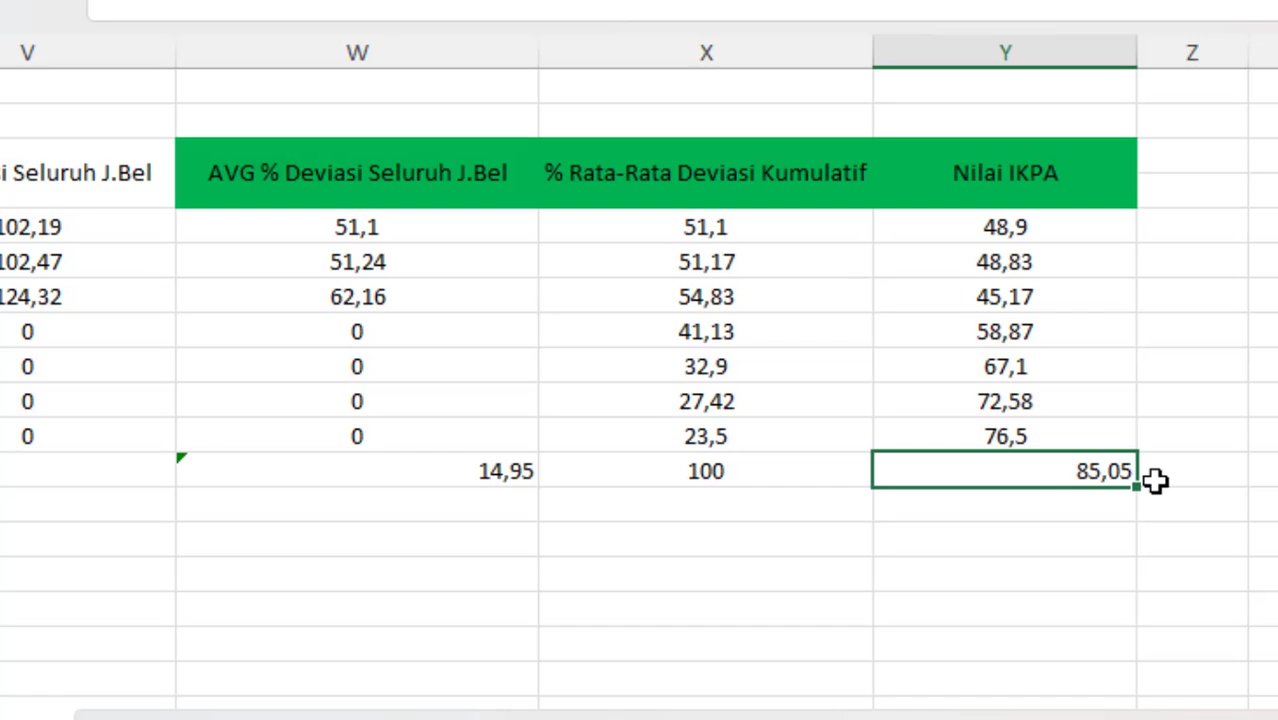 V W X Y Z
si Seluruh J.Bel AVG % Deviasi Seluruh J.Bel % Rata-Rata Deviasi Kumulatif Nilai IKPA
102,19 51,1 51,1 48,9
102,47 51,24 51,17 48,83
124,32 62,16 54,83 45,17
0 0 41,13 58,87
0 0 32,9 67,1
0 0 27,42 72,58
0 0 23,5 76,5
14,95 100 85,05